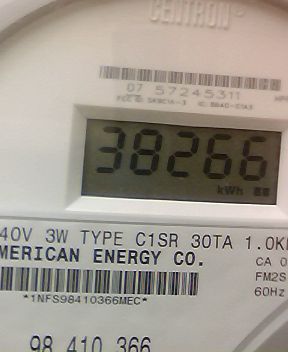 CENTRON®
07 57245311
38266
kWh
40V 3W TYPE C1SR 30TA 1.0K
MERICAN ENERGY CO.
CA 0
FM2S
60Hz
*1NFS98410366MEC*
98 410 366